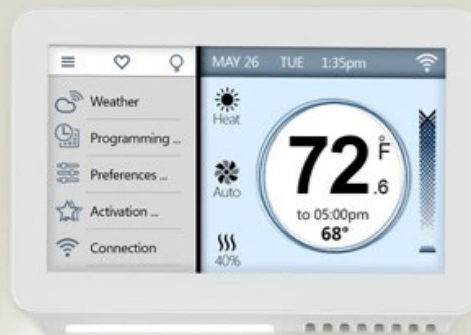 MAY 26 TUE 1:35pm
Weather
Programming ...
Preferences ...
Activation ...
Connection
Heat
Auto
40%
72.6 °F
to 05:00pm
68°